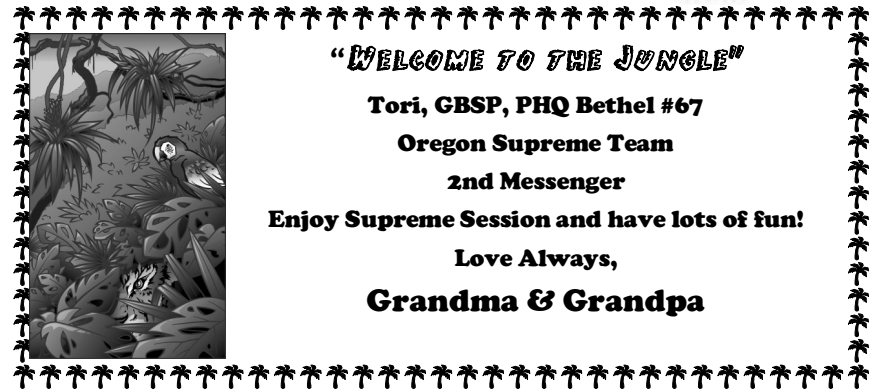 “Welcome to the Jungle”
Tori, GBSP, PHQ Bethel #67
Oregon Supreme Team
2nd Messenger
Enjoy Supreme Session and have lots of fun!
Love Always,
Grandma & Grandpa